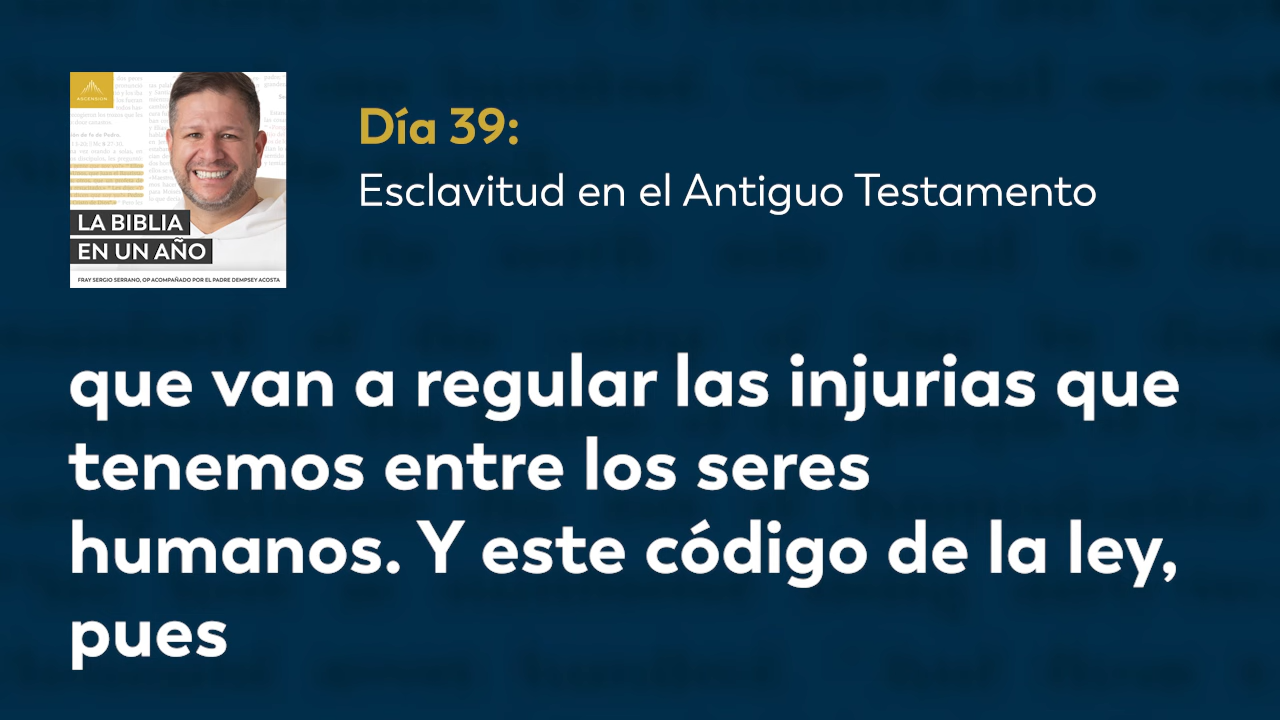 ASCENSION
LA BIBLIA
EN UN AÑO
FRAY SERGIO SERRANO, OP ACOMPAÑADO POR EL PADRE DEMPSEY ACOSTA
Día 39:
Esclavitud en el Antiguo Testamento
que van a regular las injurias que
tenemos entre los seres
humanos. Y este código de la ley,
pues